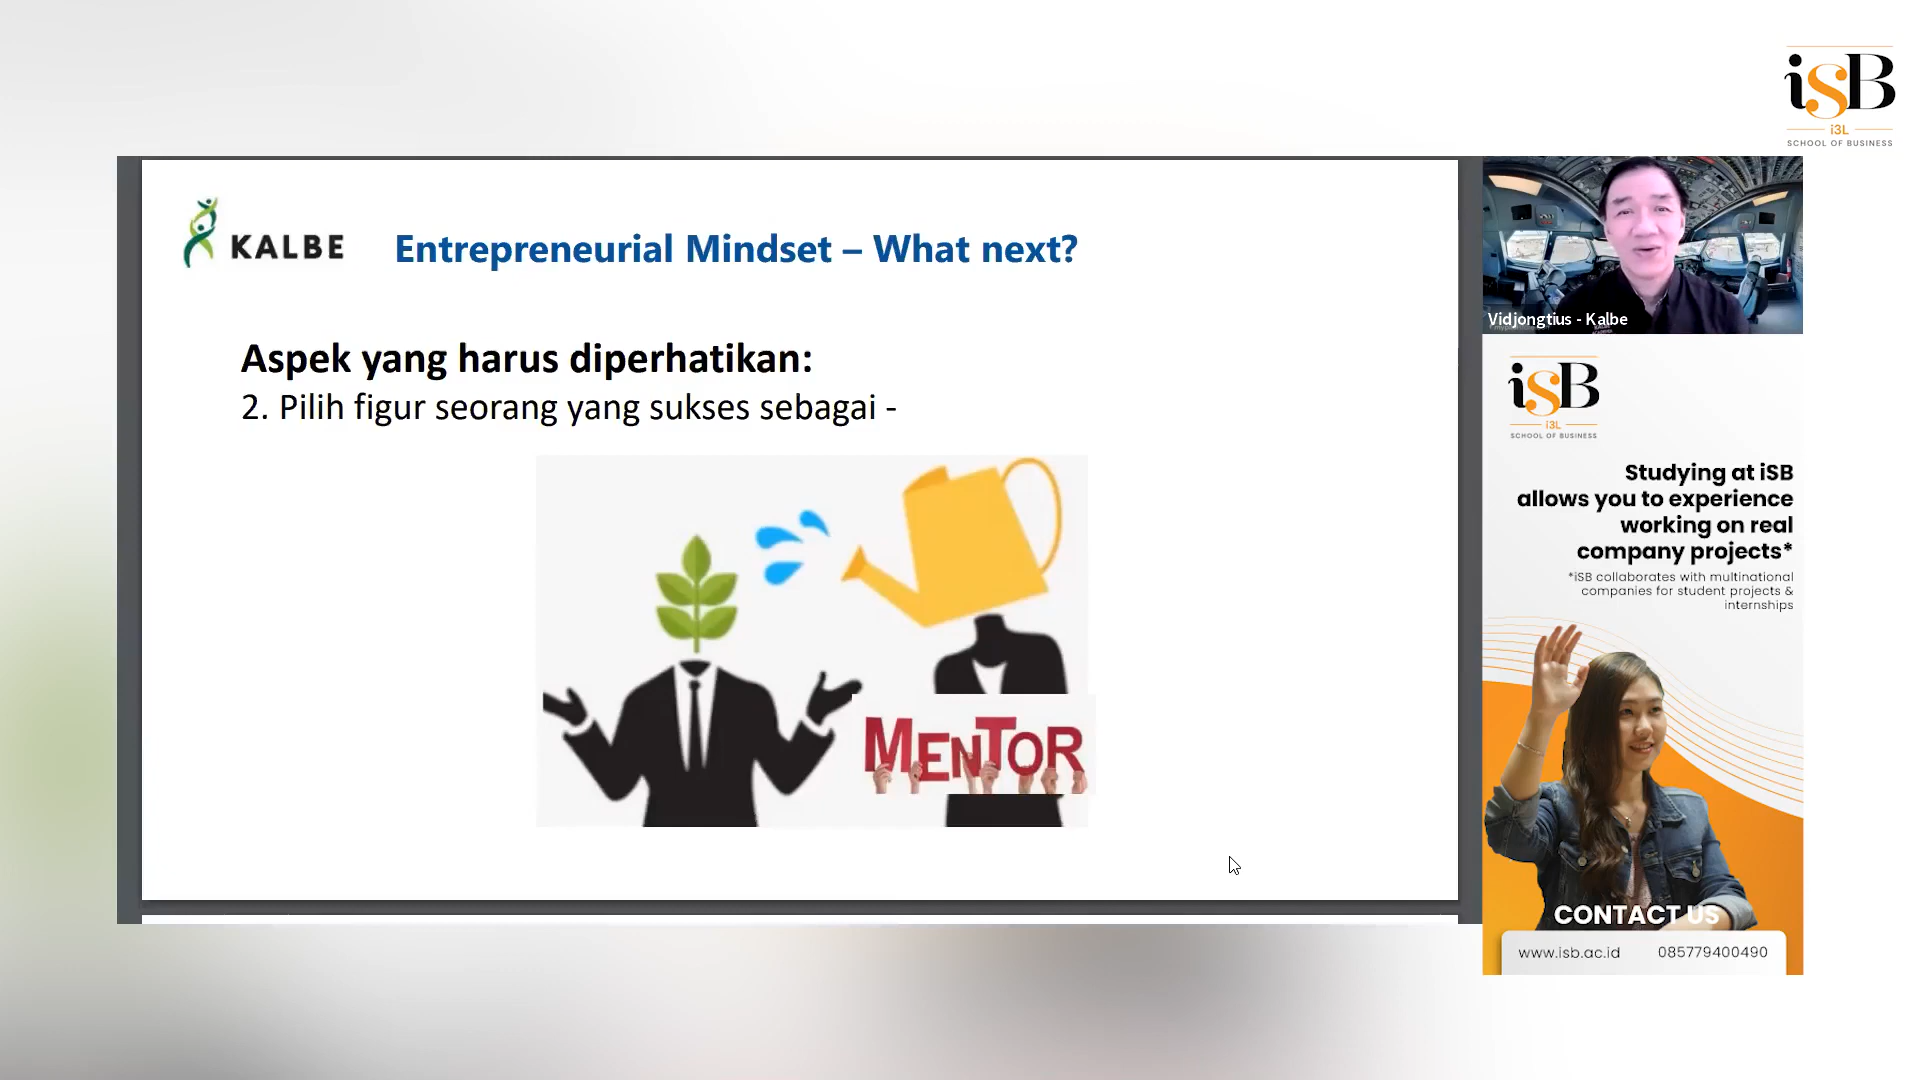 iSB
i3L
SCHOOL OF BUSINESS
KALBE
Entrepreneurial Mindset – What next?
Aspek yang harus diperhatikan:
2. Pilih figur seorang yang sukses sebagai -
MENTOR
Vidjongtius - Kalbe
iSB
i3L
SCHOOL OF BUSINESS
Studying at iSB
allows you to experience
working on real
company projects*
*iSB collaborates with multinational
companies for student projects &
internships
CONTACT US
www.isb.ac.id 085779400490